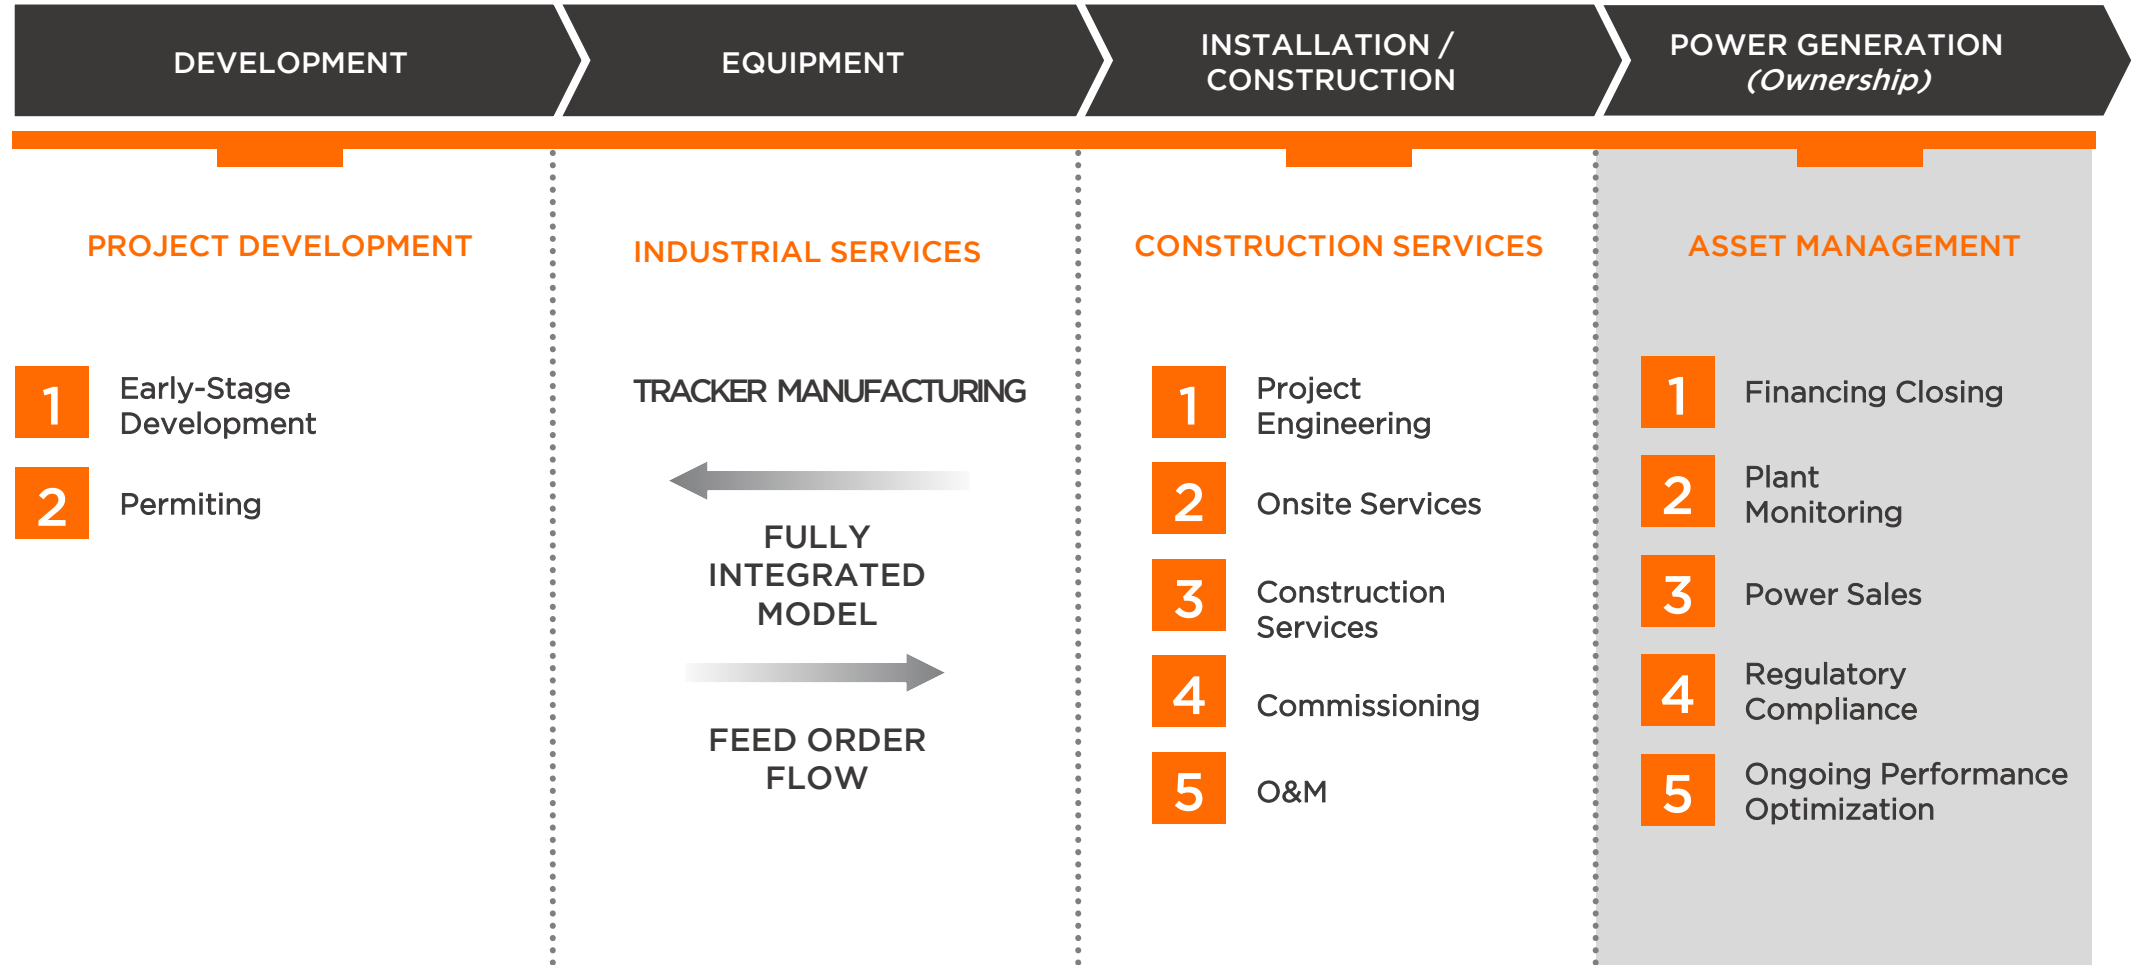 DEVELOPMENT
EQUIPMENT
INSTALLATION /
CONSTRUCTION
POWER GENERATION
(Ownership)
PROJECT DEVELOPMENT
1
Early-Stage
Development
2
Permiting
INDUSTRIAL SERVICES
TRACKER MANUFACTURING
FULLY
INTEGRATED
MODEL
FEED ORDER
FLOW
CONSTRUCTION SERVICES
1
Project
Engineering
2
Onsite Services
3
Construction
Services
4
Commissioning
5
O&M
ASSET MANAGEMENT
1
Financing Closing
2
Plant
Monitoring
3
Power Sales
4
Regulatory
Compliance
5
Ongoing Performance
Optimization